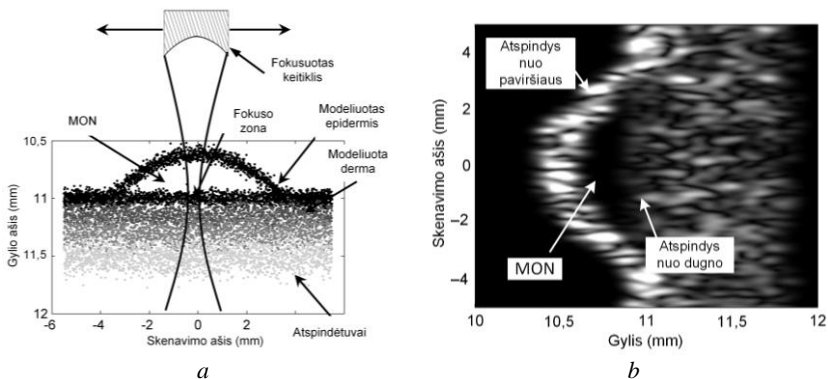 Fokusuotas
keitiklis
Fokuso
zona
Modeliuotas
epidermis
MON
Modeliuota
derma
10,5
11
11,5
12
Gylio ašis (mm)
Atspindėtuvai
-6
-4
-2
0
2
4
6
Skenavimo ašis (mm)
a
Atspindys
nuo
paviršiaus
4
2
0
−2
−4
Skenavimo ašis (mm)
MON
Atspindys
nuo dugno
10
10,5
11
11,5
12
Gylis (mm)
b